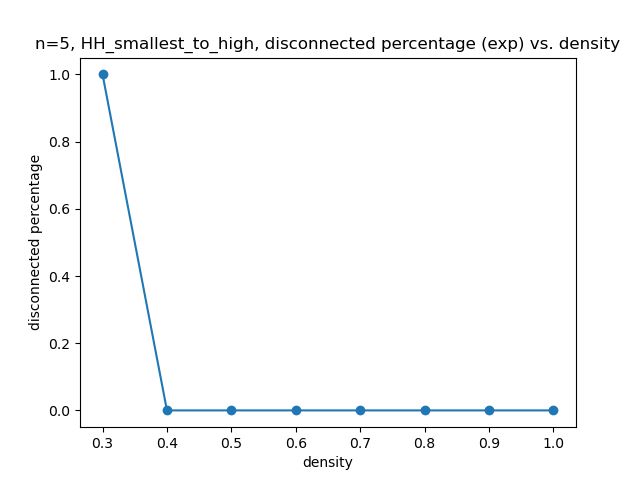 n=5, HH_smallest_to_high, disconnected percentage (exp) vs. density
disconnected percentage
1.0
0.8
0.6
0.4
0.2
0.0
0.3 0.4 0.5 0.6 0.7 0.8 0.9 1.0
density